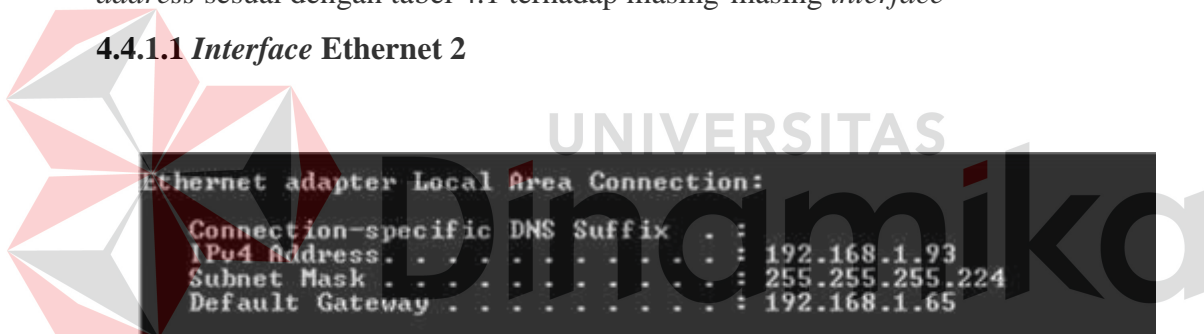 address sesuai dengan tabel 4.1 terhadap masing-masing interface
4.4.1.1 Interface Ethernet 2
UNIVERSITAS
Dinamika
Ethernet adapter Local Area Connection:
Connection-specific DNS Suffix . :
IPv4 Address. . . . . . . . . . . : 192.168.1.93
Subnet Mask . . . . . . . . . . . : 255.255.255.224
Default Gateway . . . . . . . . . : 192.168.1.65